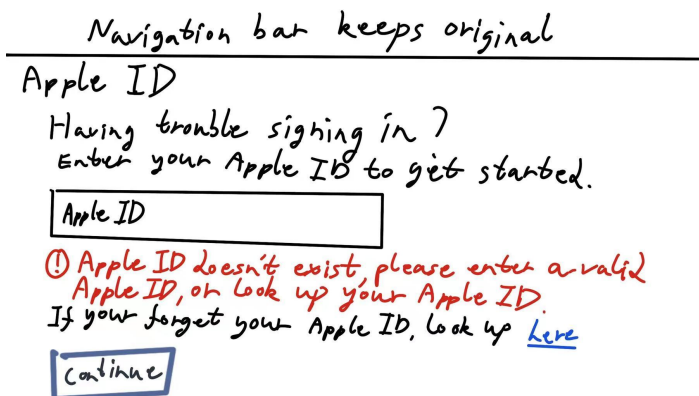 Navigation bar keeps original
Apple ID
Having trouble signing in?
Enter your Apple ID to get started.
Apple ID
! Apple ID doesn't exist, please enter a valid
Apple ID, or look up your Apple ID.
If your forget your Apple ID, look up here
Continue